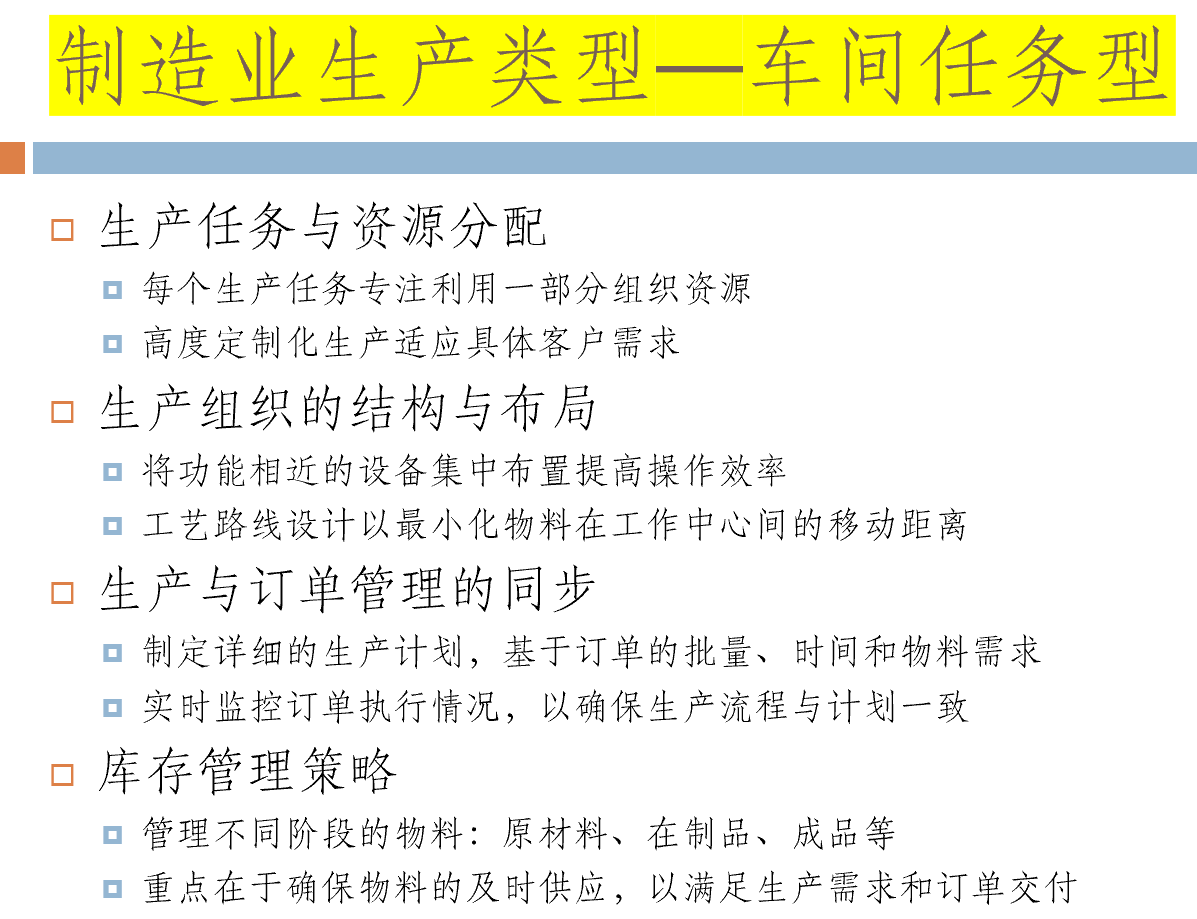 制造业生产类型—车间任务型
生产任务与资源分配
每个生产任务专注利用一部分组织资源
高度定制化生产适应具体客户需求
生产组织的结构与布局
将功能相近的设备集中布置提高操作效率
工艺路线设计以最小化物料在工作中心间的移动距离
生产与订单管理的同步
制定详细的生产计划，基于订单的批量、时间和物料需求
实时监控订单执行情况，以确保生产流程与计划一致
库存管理策略
管理不同阶段的物料：原材料、在制品、成品等
重点在于确保物料的及时供应，以满足生产需求和订单交付